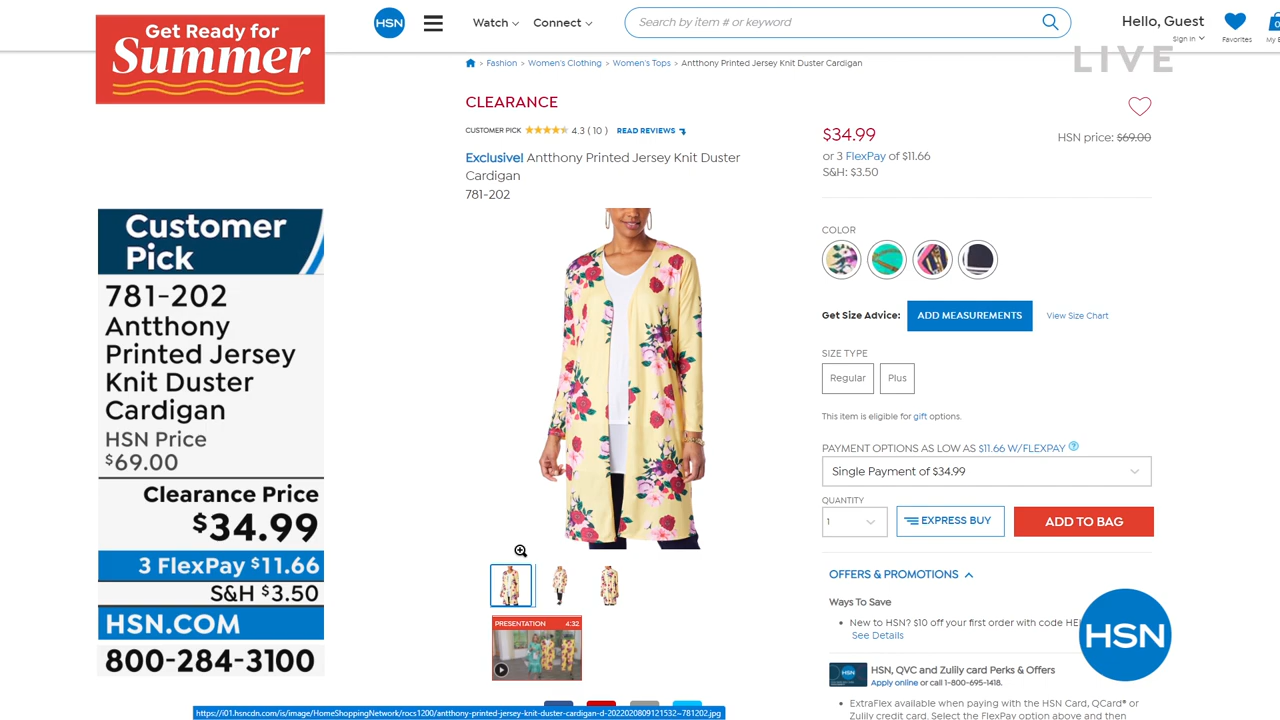 Get Ready for
Summer
HSN
Watch
Connect
Search by item # or keyword
Hello, Guest
Sign In
Favorites
0
LIVE
> Fashion > Women's Clothing > Women's Tops > Antthony Printed Jersey Knit Duster Cardigan
CLEARANCE
CUSTOMER PICK 4.3 ( 10 ) READ REVIEWS
Exclusive! Antthony Printed Jersey Knit Duster
Cardigan
781-202
$34.99
HSN price: $69.00
or 3 FlexPay of $11.66
S&H: $3.50
COLOR
Get Size Advice: ADD MEASUREMENTS View Size Chart
SIZE TYPE
Regular Plus
This item is eligible for gift options.
PAYMENT OPTIONS AS LOW AS $11.66 W/FLEXPAY ?
Single Payment of $34.99
QUANTITY
1
EXPRESS BUY
ADD TO BAG
OFFERS & PROMOTIONS
Ways To Save
• New to HSN? $10 off your first order with code
See Details
HSN, QVC and Zulily card Perks & Offers
Apply online or call 1-800-695-1418.
• ExtraFlex available when paying with the HSN Card, QCard® or
Zulily credit card. Select the FlexPay option above and then
HSN
Customer
Pick
781-202
Antthony
Printed Jersey
Knit Duster
Cardigan
HSN Price
$69.00
Clearance Price
$34.99
3 FlexPay $11.66
S&H $3.50
HSN.COM
800-284-3100
PRESENTATION 4:32
https://i01.hsncdn.com/is/image/HomeShoppingNetwork/rocs1200/antthony-printed-jersey-knit-duster-cardigan-d-2022020809121532~781202.jpg